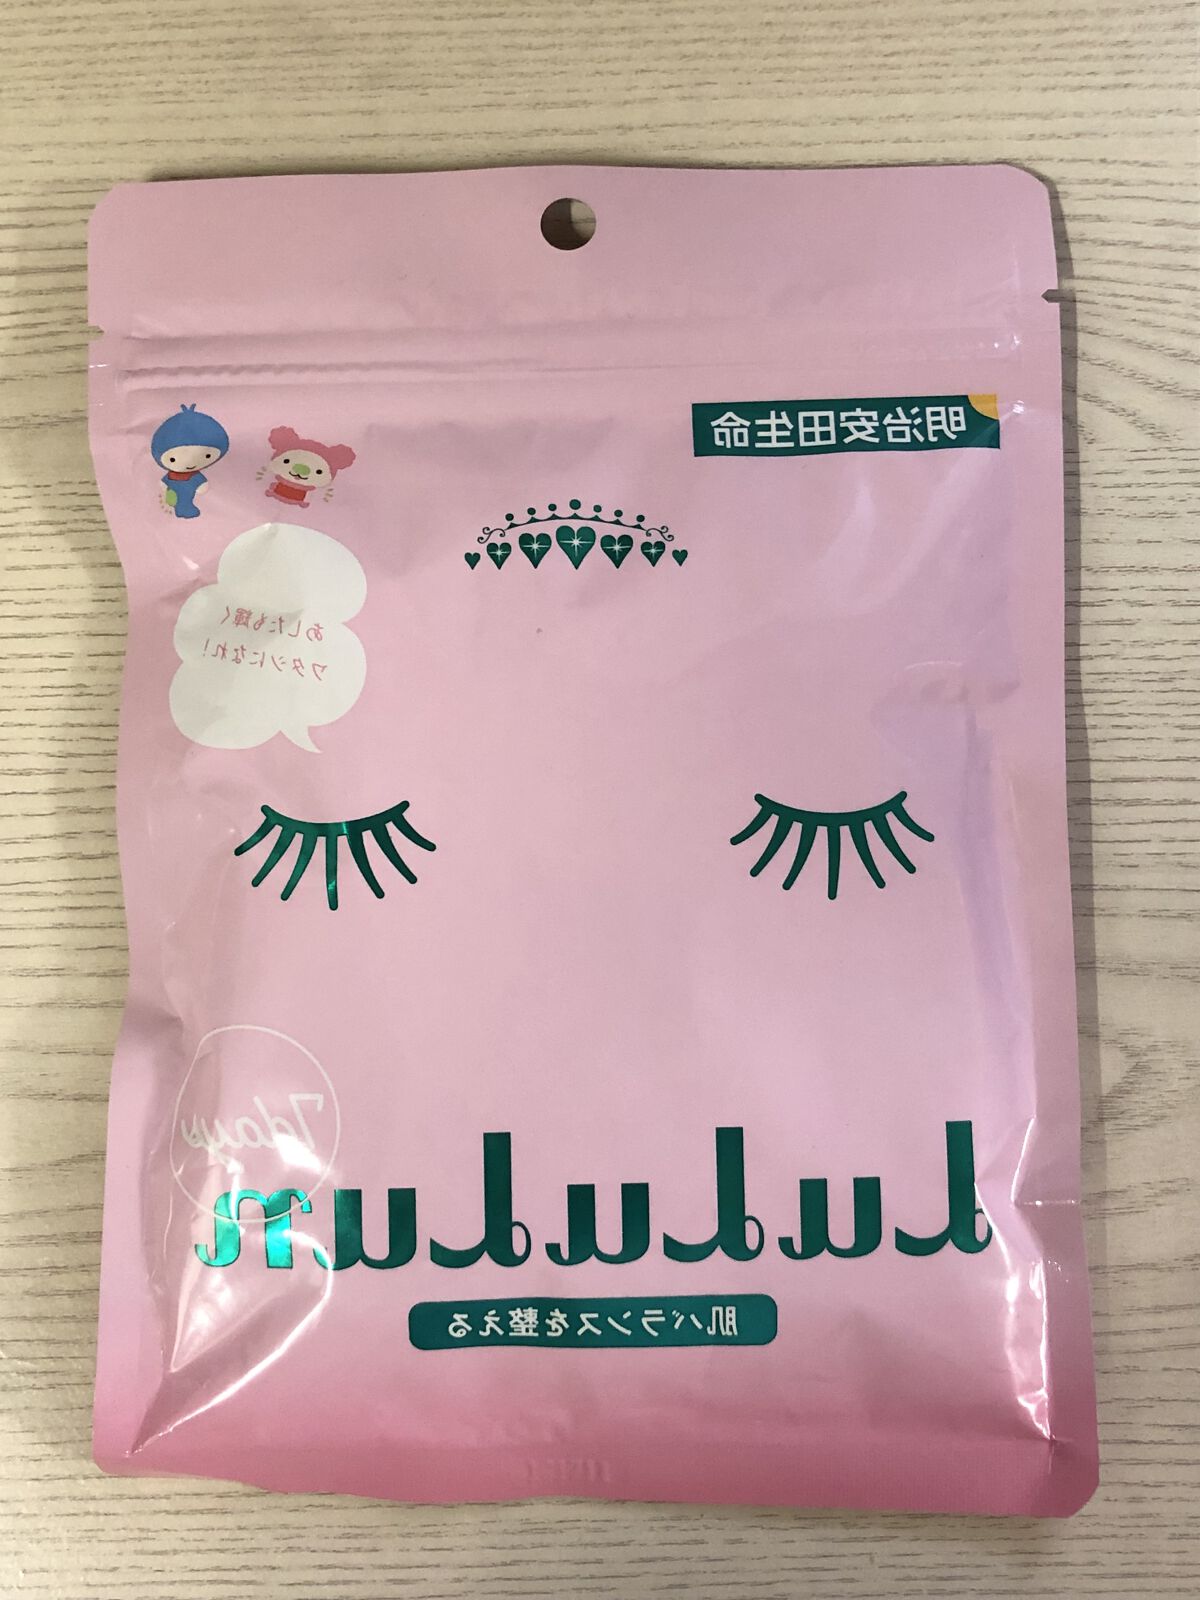 明治安田生命
あしたも輝く
ワタシになれ!
7days
LuLuLun
肌バランスを整える